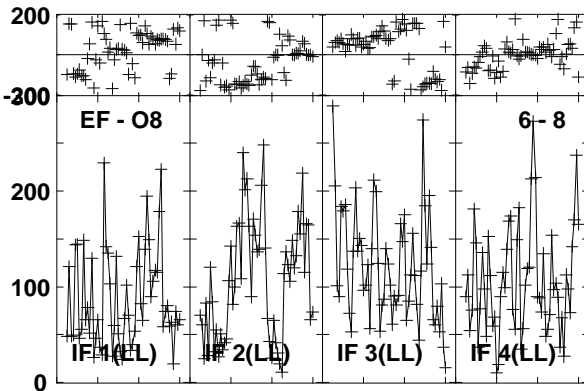 200
-200
300
EF - O8
6 - 8
200
100
0
IF 1(LL)
IF 2(LL)
IF 3(LL)
IF 4(LL)